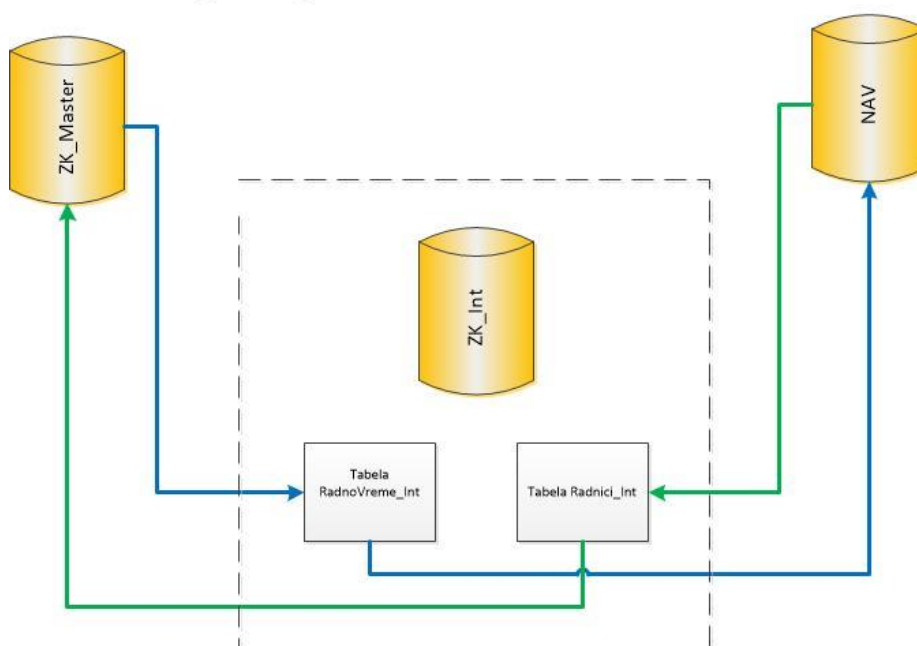 ZK_Master
NAV
ZK_Int
Tabela
RadnoVreme_Int
Tabela Radnici_Int